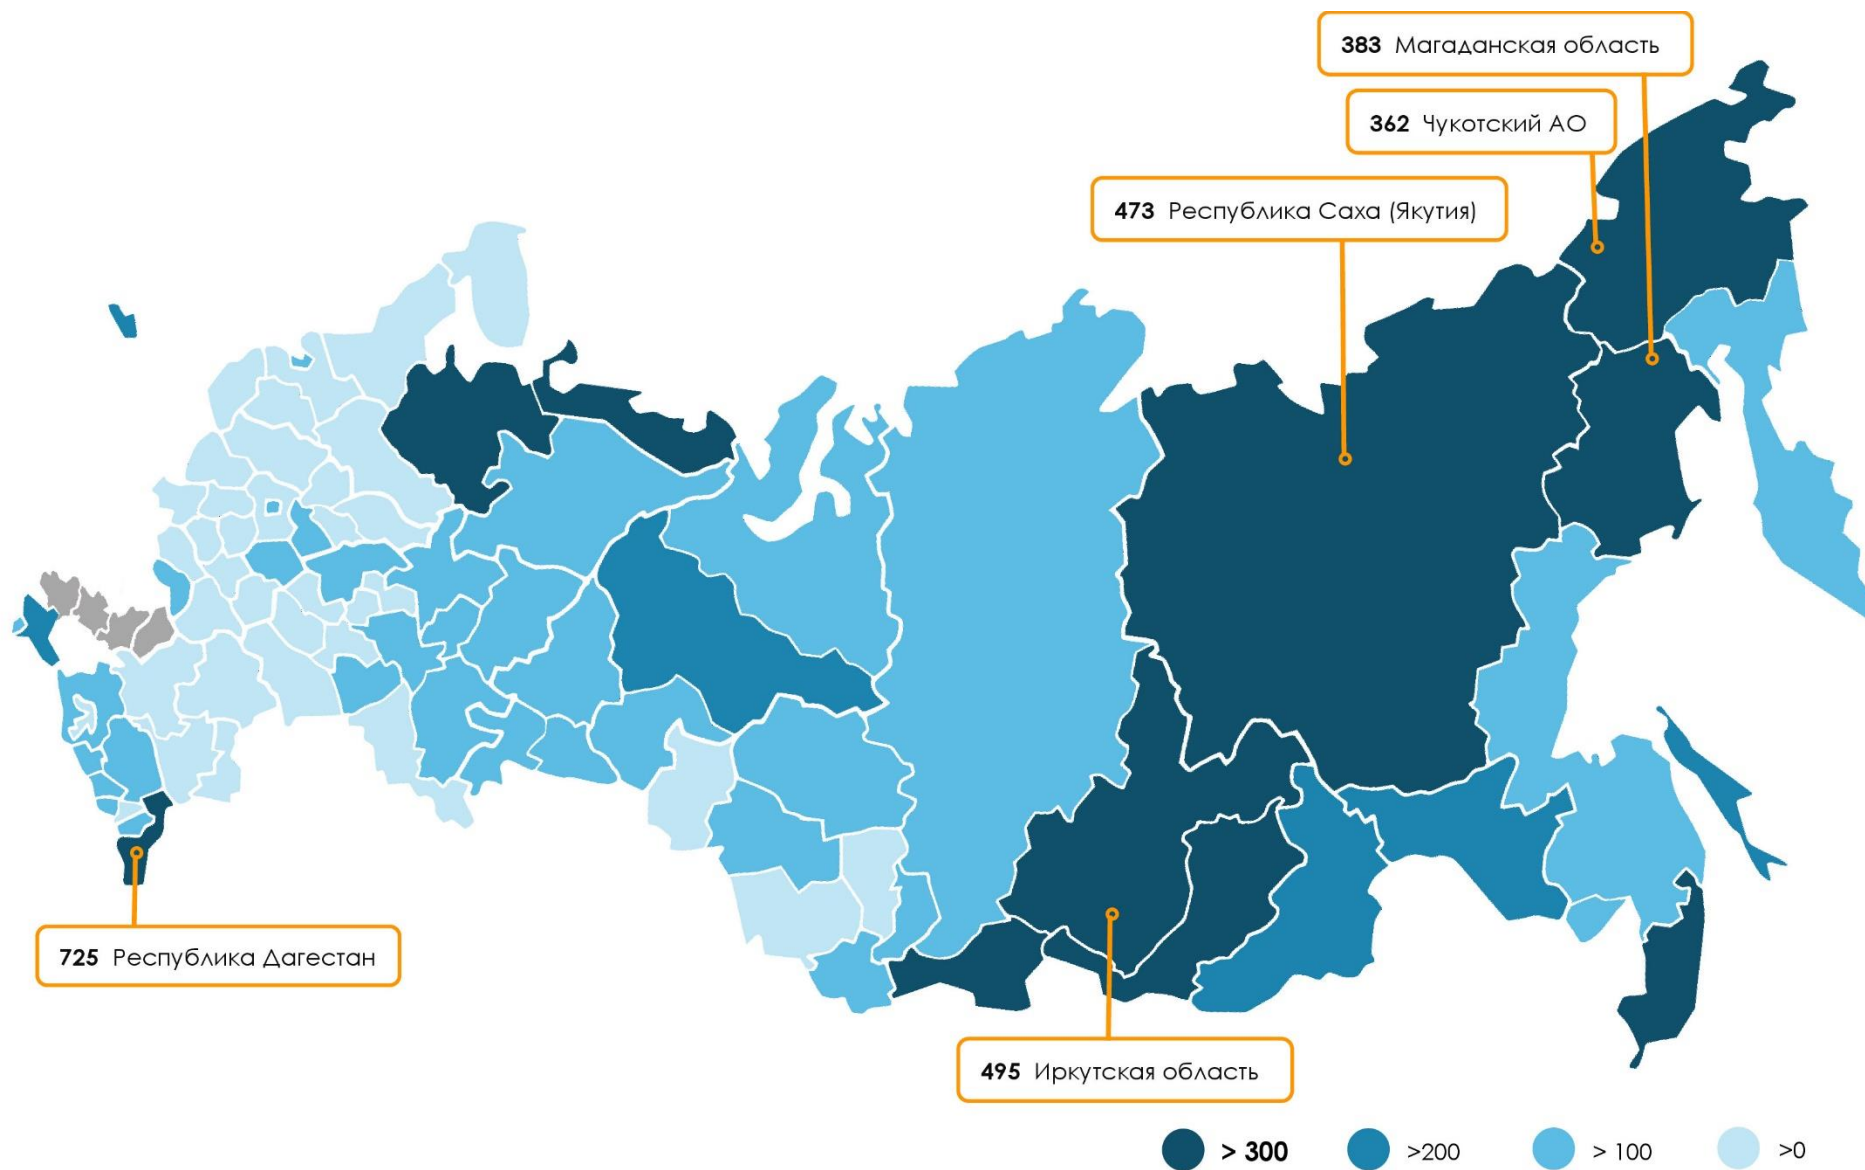 383 Магаданская область
362 Чукотский АО
473 Республика Саха (Якутия)
725 Республика Дагестан
495 Иркутская область
> 300 >200 > 100 >0